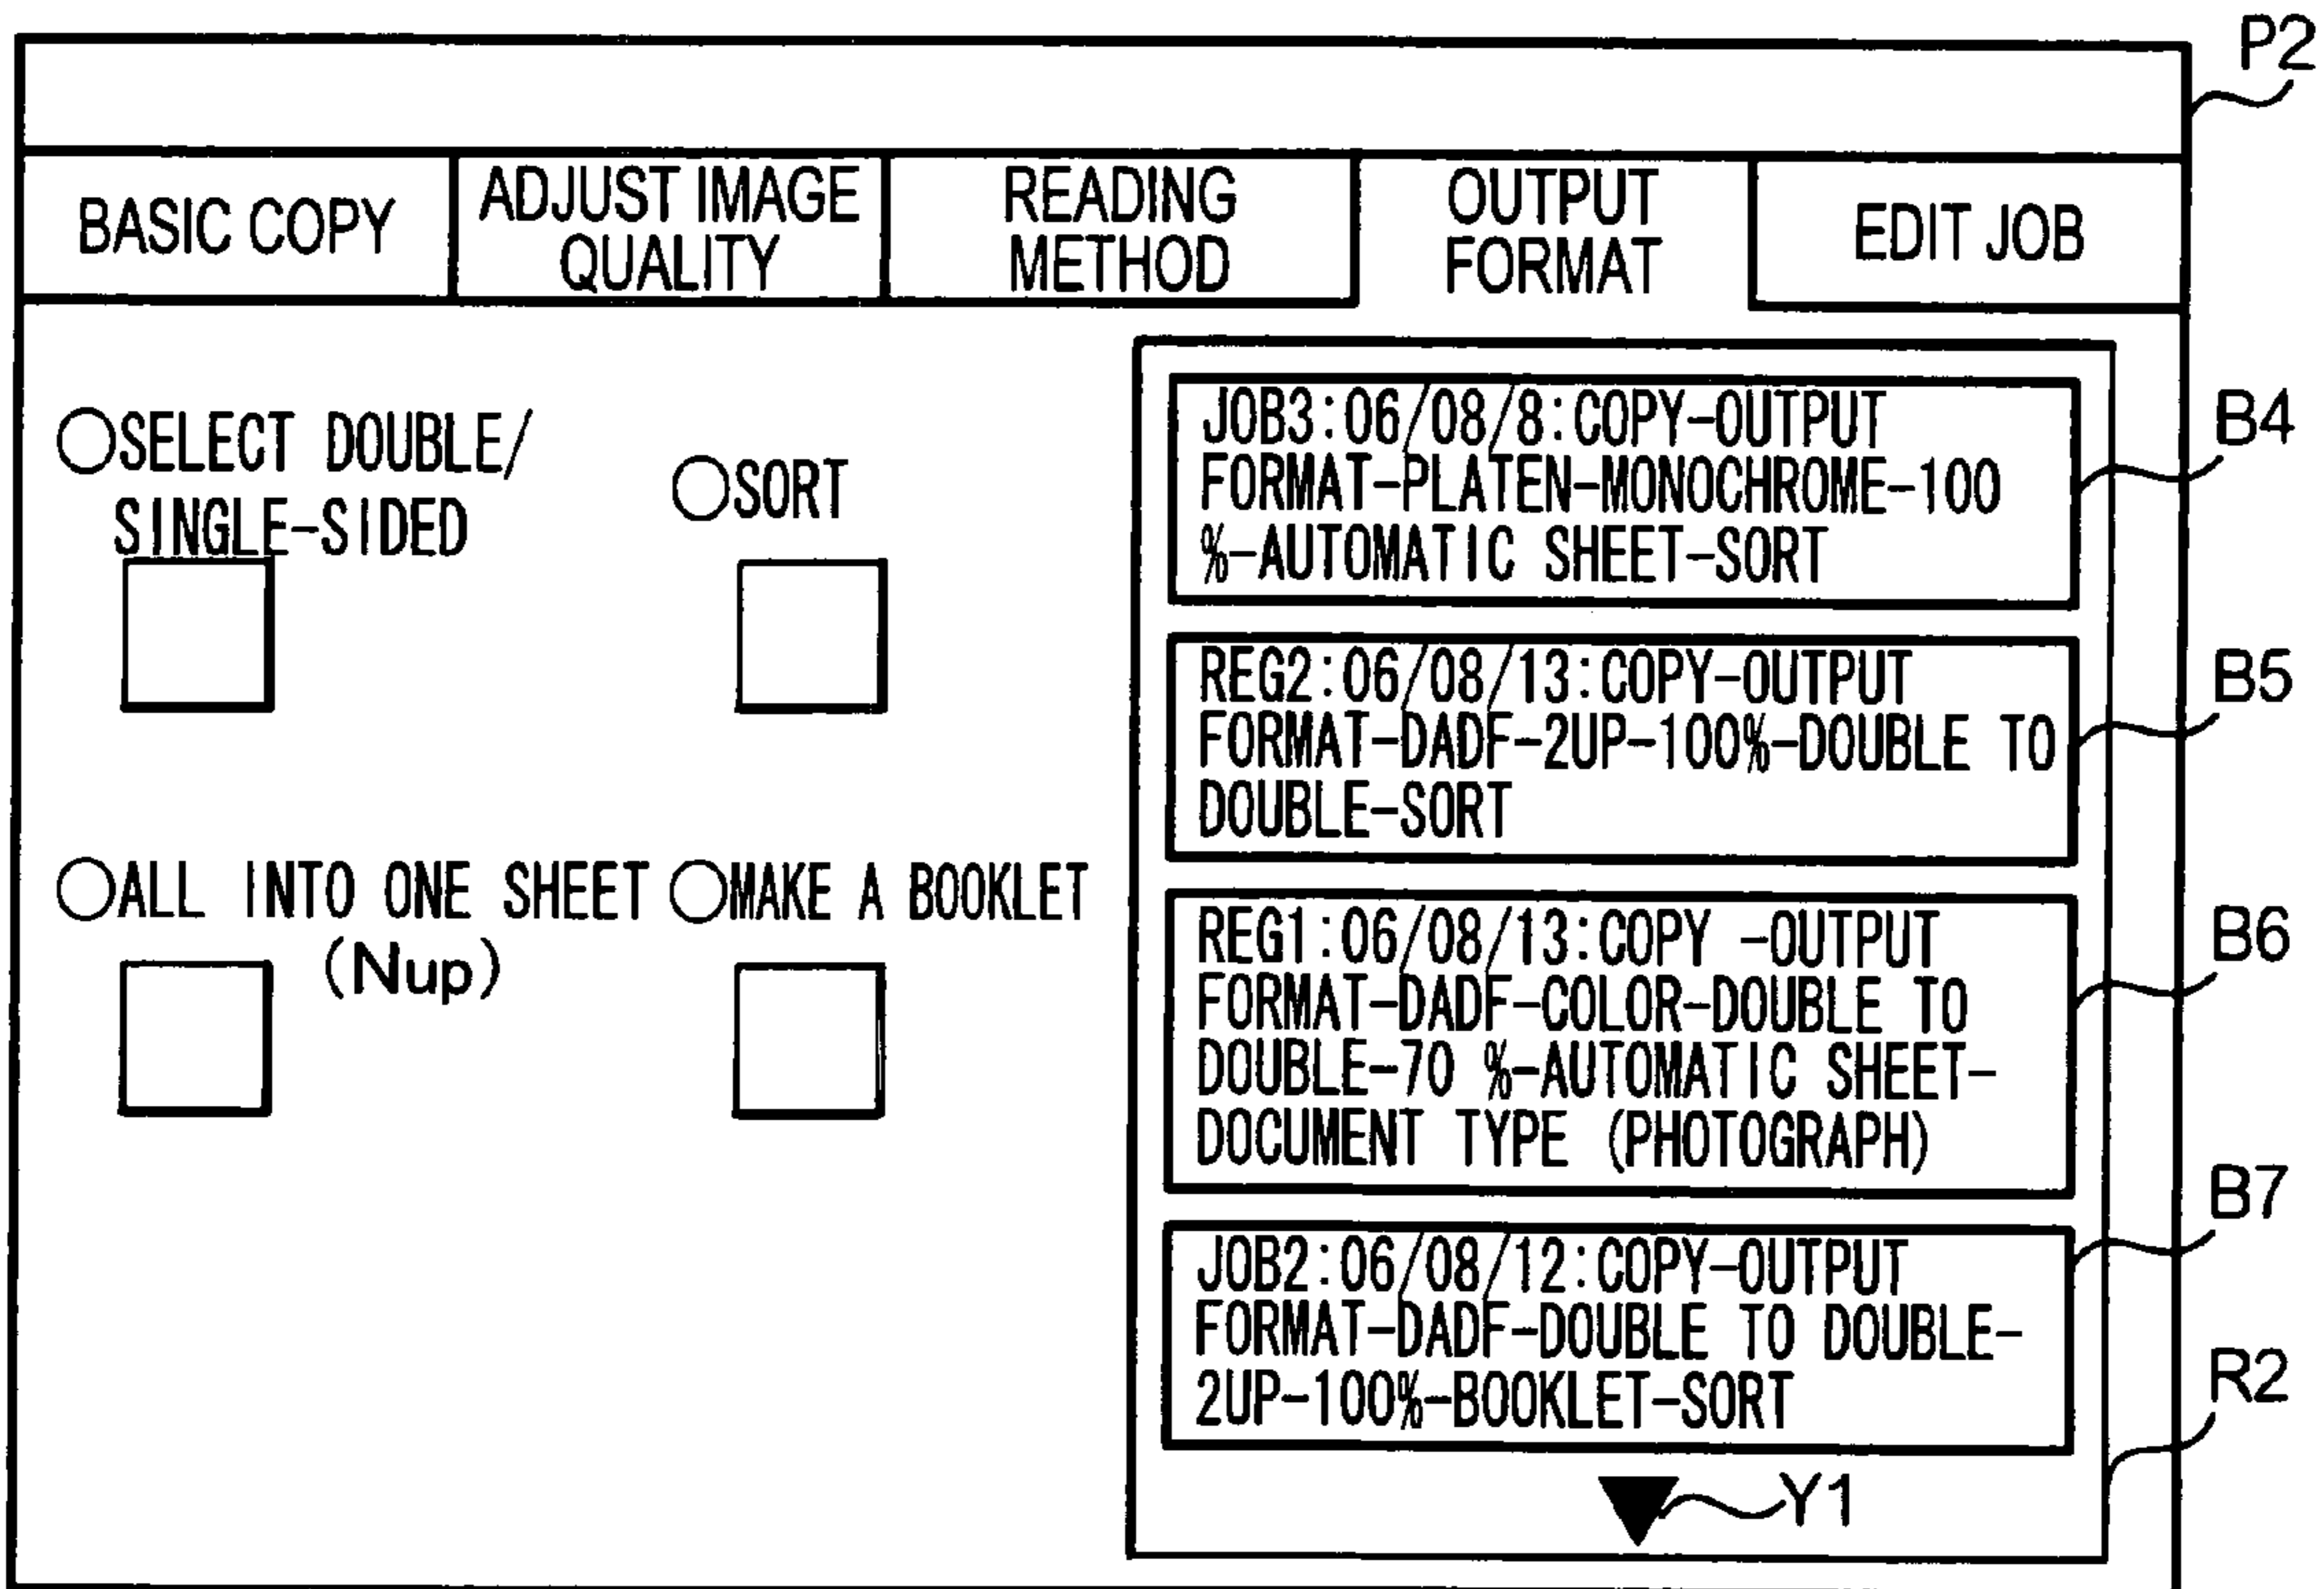 P2
BASIC COPY
ADJUST IMAGE
QUALITY
READING
METHOD
OUTPUT
FORMAT
EDIT JOB
○SELECT DOUBLE/
SINGLE-SIDED
○SORT
○ALL INTO ONE SHEET
(Nup)
○MAKE A BOOKLET
JOB3:06/08/8:COPY-OUTPUT
FORMAT-PLATEN-MONOCHROME-100
%-AUTOMATIC SHEET-SORT
B4
REG2:06/08/13:COPY-OUTPUT
FORMAT-DADF-2UP-100%-DOUBLE TO
DOUBLE-SORT
B5
REG1:06/08/13:COPY -OUTPUT
FORMAT-DADF-COLOR-DOUBLE TO
DOUBLE-70 %-AUTOMATIC SHEET-
DOCUMENT TYPE (PHOTOGRAPH)
B6
JOB2:06/08/12:COPY-OUTPUT
FORMAT-DADF-DOUBLE TO DOUBLE-
2UP-100%-BOOKLET-SORT
B7
R2
Y1